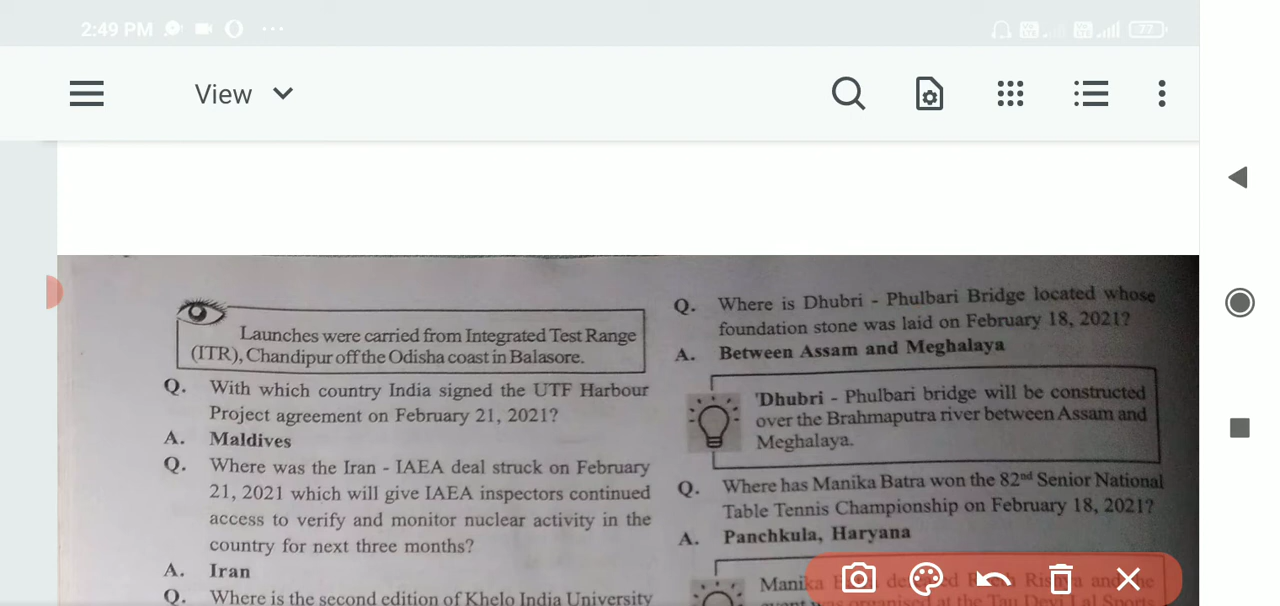 2:49 PM
77
View
Launches were carried from Integrated Test Range
(ITR), Chandipur off the Odisha coast in Balasore.
Q. With which country India signed the UTF Harbour
Project agreement on February 21, 2021?
A. Maldives
Q. Where was the Iran - IAEA deal struck on February
21, 2021 which will give IAEA inspectors continued
access to verify and monitor nuclear activity in the
country for next three months?
A. Iran
Q. Where is the second edition of Khelo India University
Q. Where is Dhubri - Phulbari Bridge located whose
foundation stone was laid on February 18, 2021?
A. Between Assam and Meghalaya
'Dhubri - Phulbari bridge will be constructed
over the Brahmaputra river between Assam and
Meghalaya.
Q. Where has Manika Batra won the 82nd Senior National
Table Tennis Championship on February 18, 2021?
A. Panchkula, Haryana
Manika
and the